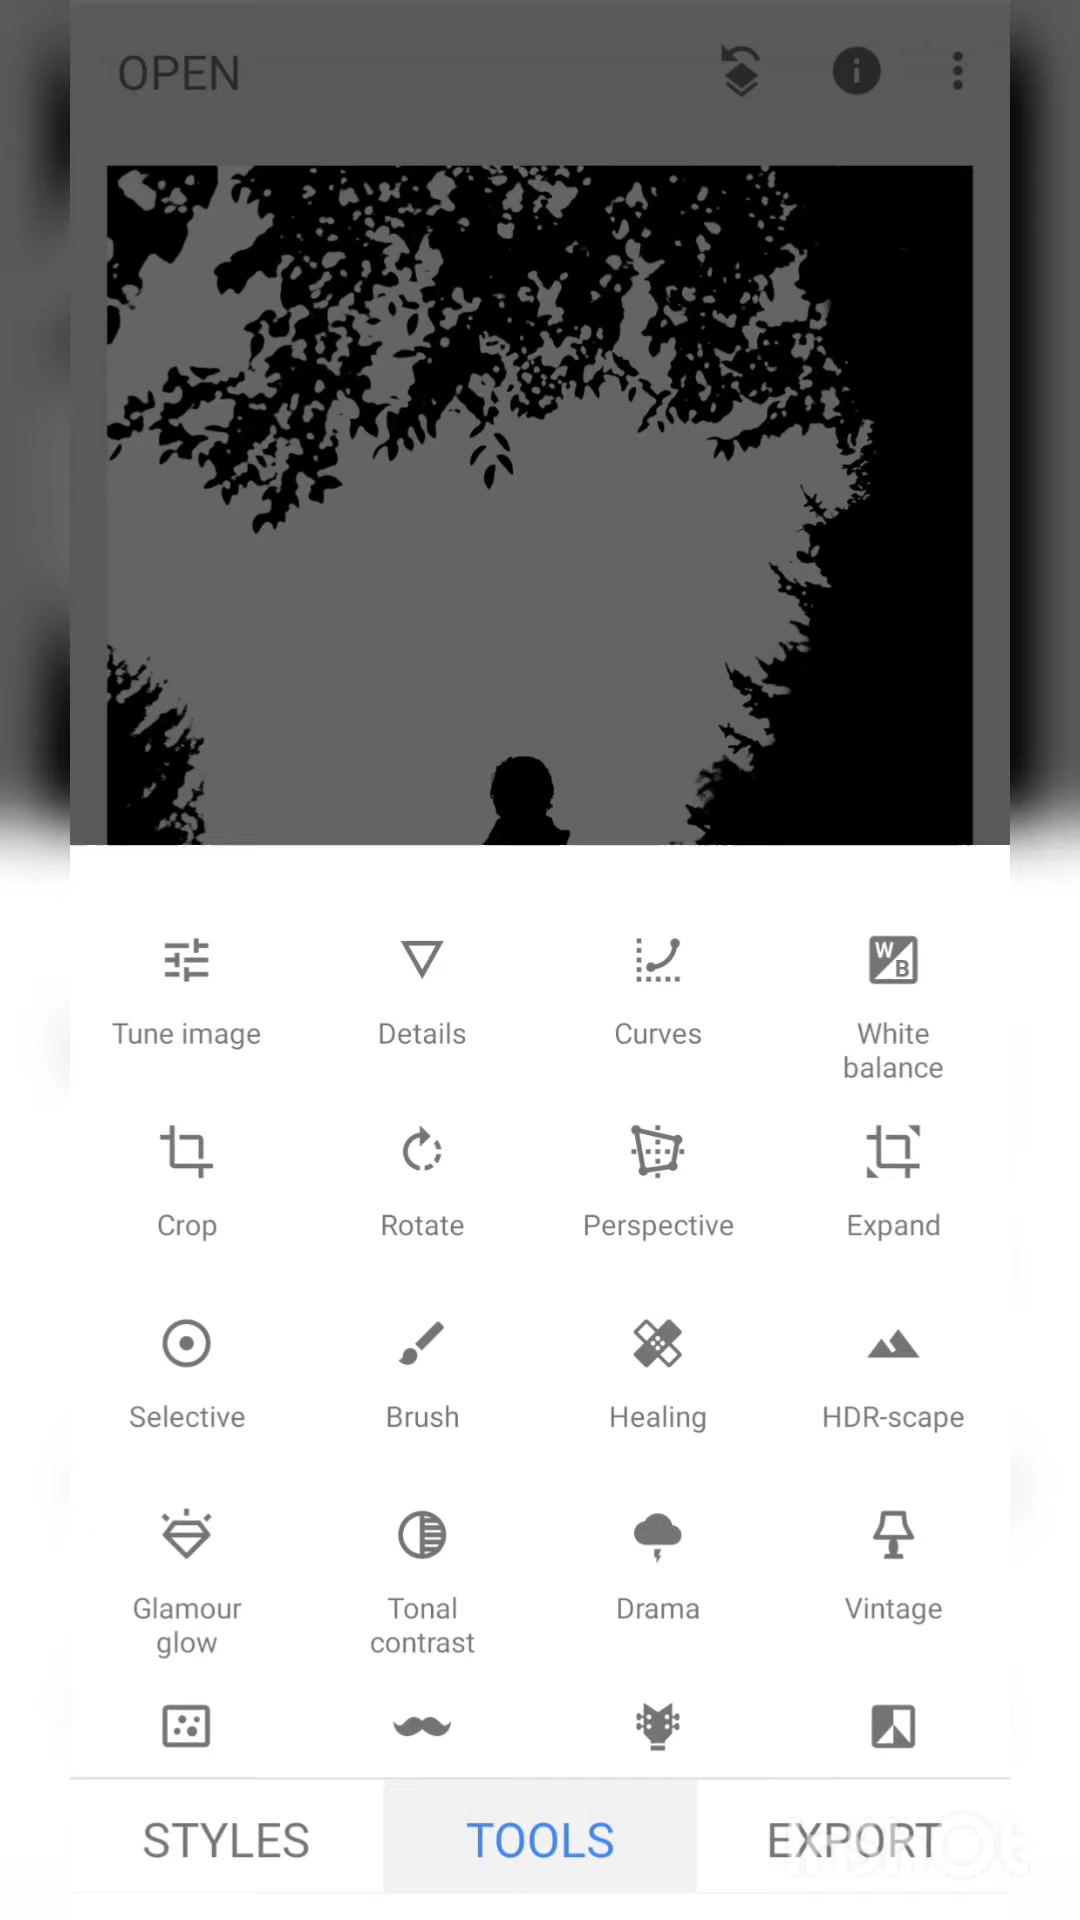 OPEN
Tune image
Details
Curves
W
B
White
balance
Crop
Rotate
Perspective
Expand
Selective
Brush
Healing
HDR-scape
Glamour
glow
Tonal
contrast
Drama
Vintage
STYLES
TOOLS
EXPORT
InShOt